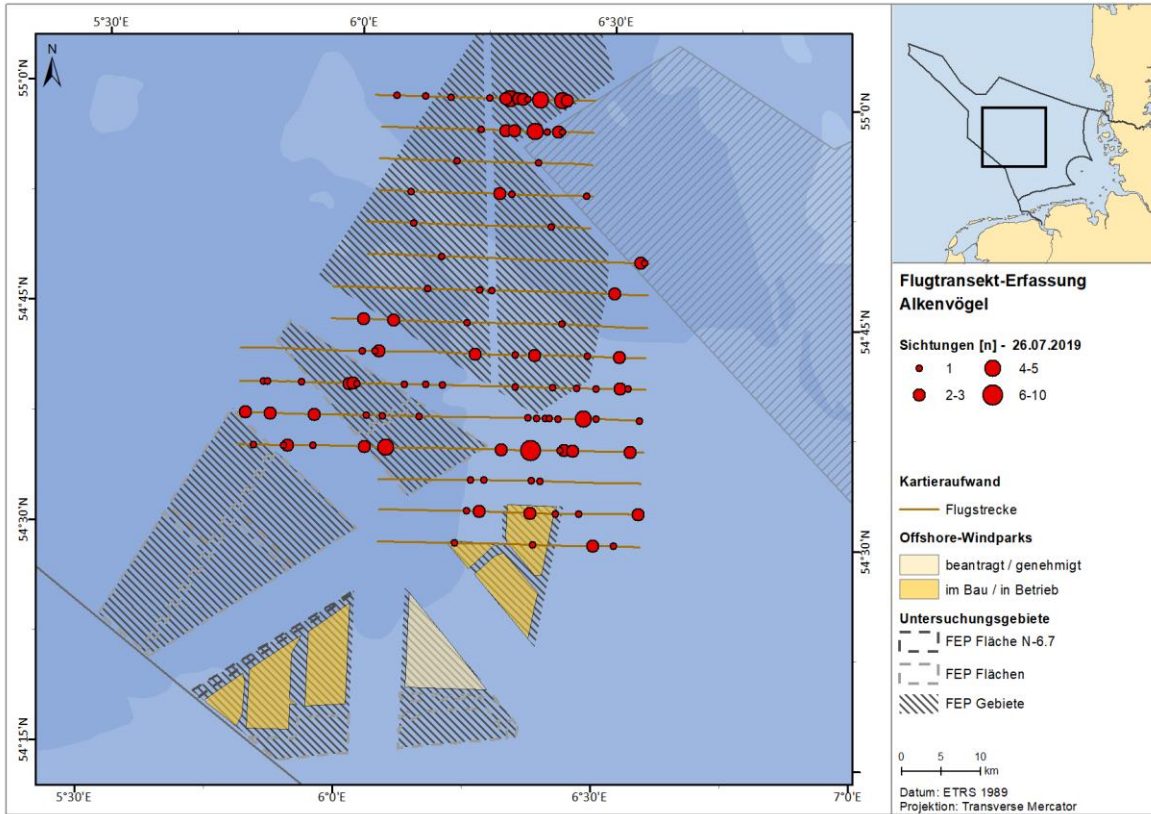 5°30'E 6°0'E 6°30'E
N
55°0'N
55°0'N
54°45'N
54°45'N
54°30'N
54°30'N
54°15'N
5°30'E 6°0'E 6°30'E 7°0'E
Flugtransekt-Erfassung
Alkenvögel
Sichtungen [n] - 26.07.2019
1 4-5
2-3 6-10
Kartieraufwand
Flugstrecke
Offshore-Windparks
beantragt / genehmigt
im Bau / in Betrieb
Untersuchungsgebiete
FEP Fläche N-6.7
FEP Flächen
FEP Gebiete
0 5 10
km
Datum: ETRS 1989
Projektion: Transverse Mercator